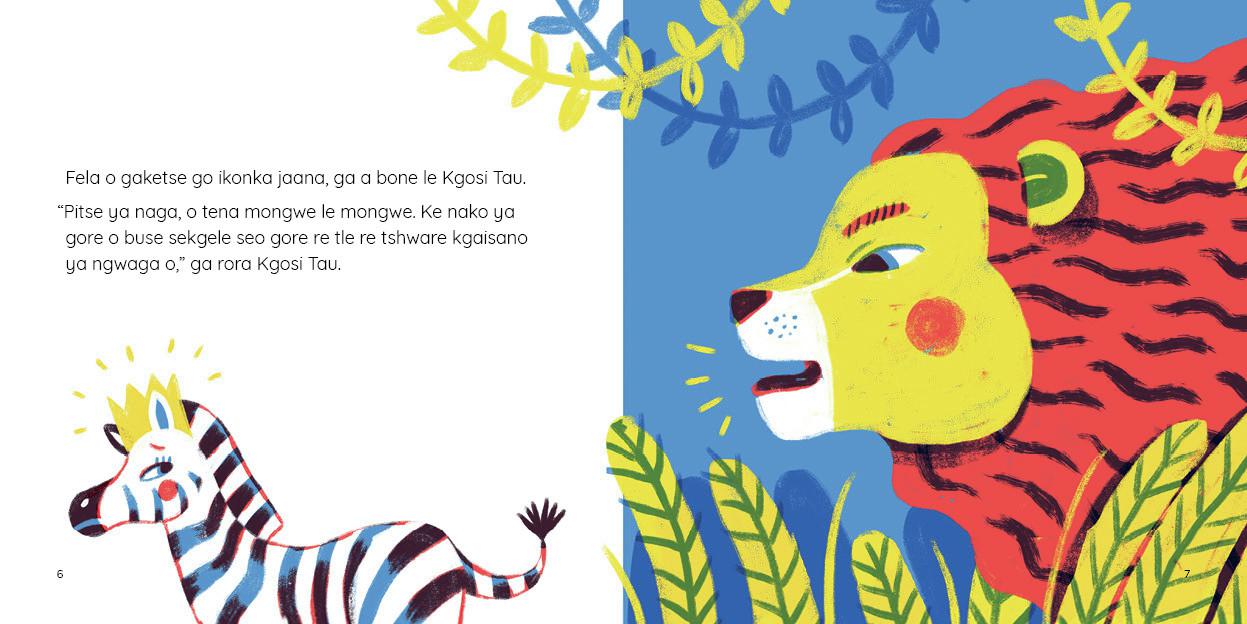 Fela o gaketse go ikonka jaana, ga a bone le Kgosi Tau.
“Pitse ya naga, o tena mongwe le mongwe. Ke nako ya
gore o buse sekgele seo gore re tle re tshware kgaisano
ya ngwaga o,” ga rora Kgosi Tau.
6
7